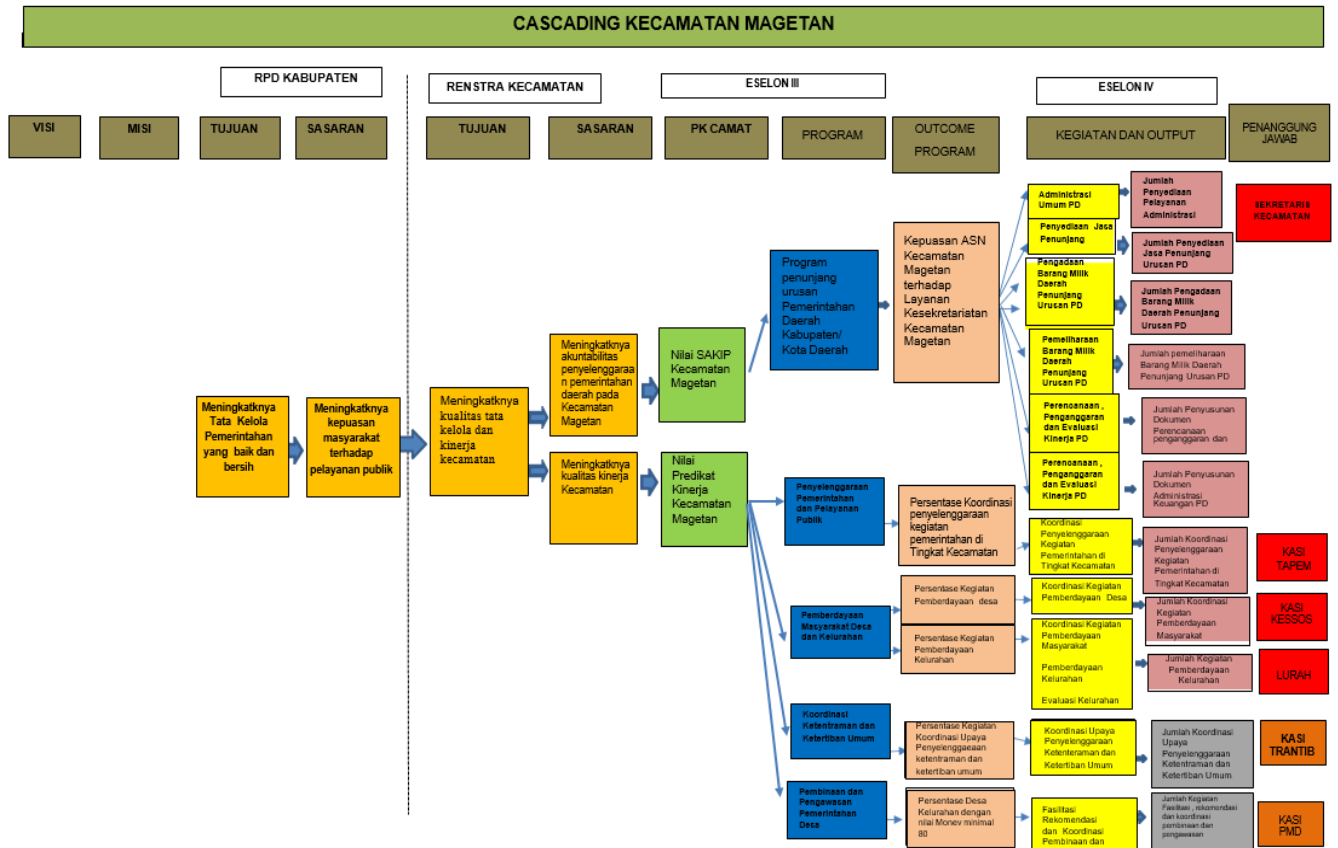 CASCADING KECAMATAN MAGETAN
RPD KABUPATEN
RENSTRA KECAMATAN
ESELON III
ESELON IV
VISI
MISI
TUJUAN
SASARAN
TUJUAN
SASARAN
PK CAMAT
PROGRAM
OUTCOME
PROGRAM
KEGIATAN DAN OUTPUT
PENANGGUNG
JAWAB
Meningkatknya
Tata Kelola
Pemerintahan
yang baik dan
bersih
Meningkatknya
kepuasan
masyarakat
terhadap
pelayanan publik
Meningkatknya
kualitas tata
kelola dan
kinerja
kecamatan
Meningkatknya
akuntabilitas
penyelenggaraa
n pemerintahan
daerah pada
Kecamatan
Magetan
Meningkatknya
kualitas kinerja
Kecamatan
Nilai SAKIP
Kecamatan
Magetan
Nilai
Predikat
Kinerja
Kecamatan
Magetan
Program
penunjang
urusan
Pemerintahan
Daerah
Kabupaten/
Kota Daerah
Penyelenggaraan
Pemerintahan
dan Pelayanan
Publik
Pemberdayaan
Masyarakat Desa
dan Kelurahan
Koordinasi
Ketentraman dan
Ketertiban Umum
Pembinaan dan
Pengawasan
Pemerintahan
Desa
Kepuasan ASN
Kecamatan
Magetan
terhadap
Layanan
Kesekretariatan
Kecamatan
Magetan
Persentase Koordinasi
penyelenggaraan
kegiatan
pemerintahan di
Tingkat Kecamatan
Persentase Kegiatan
Pemberdayaan desa
Persentase Kegiatan
Pemberdayaan
Kelurahan
Persentase Kegiatan
Koordinasi Upaya
Penyelenggaeaan
ketentraman dan
ketertiban umum
Persentase Desa
Kelurahan dengan
nilai Monev minimal
80
Administrasi
Umum PD
Penyediaan Jasa
Penunjang
Pengadaan
Barang Milik
Daerah
Penunjang
Urusan PD
Pemeliharaan
Barang Milik
Daerah
Penunjang
Urusan PD
Perencanaan ,
Penganggaran
dan Evaluasi
Kinerja PD
Perencanaan ,
Penganggaran
dan Evaluasi
Kinerja PD
Koordinasi
Penyelenggaraan
Kegiatan
Pemerintahan di
Tingkat Kecamatan
Koordinasi Kegiatan
Pemberdayaan Desa
Koordinasi Kegiatan
Pemberdayaan
Masyarakat
Pemberdayaan
Kelurahan
Evaluasi Kelurahan
Koordinasi Upaya
Penyelenggaraan
Ketenteraman dan
Ketertiban Umum
Fasilitasi
Rekomendasi
dan Koordinasi
Pembinaan dan
Jumlah
Penyediaan
Pelayanan
Administrasi
Jumlah Penyediaan
Jasa Penunjang
Urusan PD
Jumlah Pengadaan
Barang Milik
Daerah Penunjang
Urusan PD
Jumlah pemeliharaan
Barang Milik Daerah
Penunjang Urusan PD
Jumlah Penyusunan
Dokumen
Perencanaan
penganggaran dan
Jumlah Penyusunan
Dokumen
Administrasi
Keuangan PD
Jumlah Koordinasi
Penyelenggaraan
Kegiatan
Pemerintahan di
Tingkat Kecamatan
Jumlah Koordinasi
Kegiatan
Pemberdayaan
Masyarakat
Jumlah Kegiatan
Pemberdayaan
Kelurahan
Jumlah Koordinasi
Upaya
Penyelenggaraan
Ketentraman dan
Ketertiban Umum
Jumlah Kegiatan
Fasilitasi , rekomendasi
dan koordinasi
pembinaan dan
pengawasan
SEKRETARIS
KECAMATAN
KASI
TAPEM
KASI
KESSOS
LURAH
KASI
TRANTIB
KASI
PMD